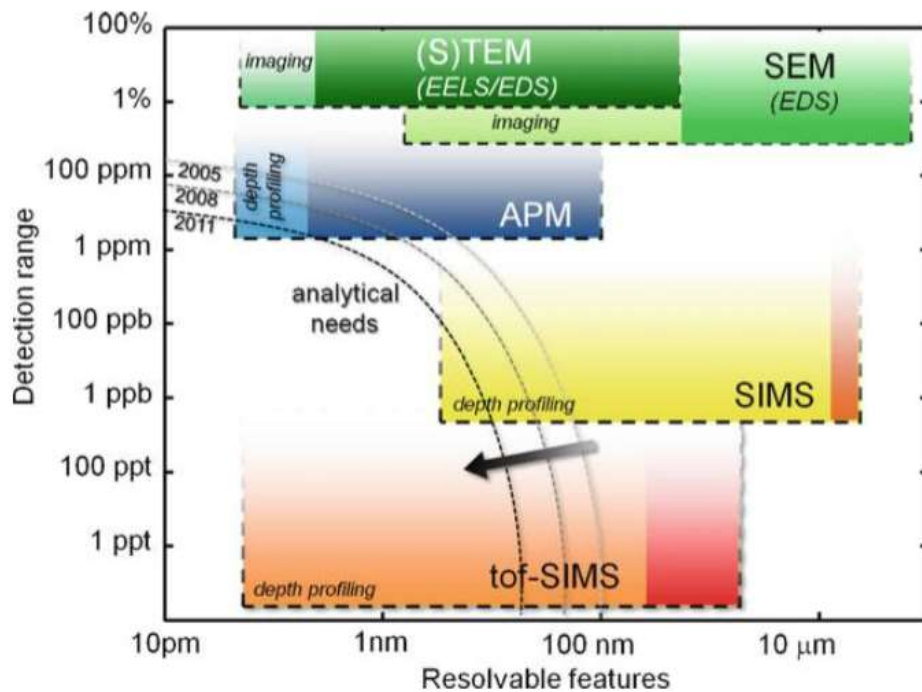 100%
1%
100 ppm
1 ppm
100 ppb
1 ppb
100 ppt
1 ppt
Detection range
imaging
(S)TEM
(EELS/EDS)
SEM
(EDS)
imaging
2005
2008
2011
depth
profiling
APM
analytical
needs
depth profiling
SIMS
depth profiling
tof-SIMS
10pm
1nm
100 nm
10 μm
Resolvable features